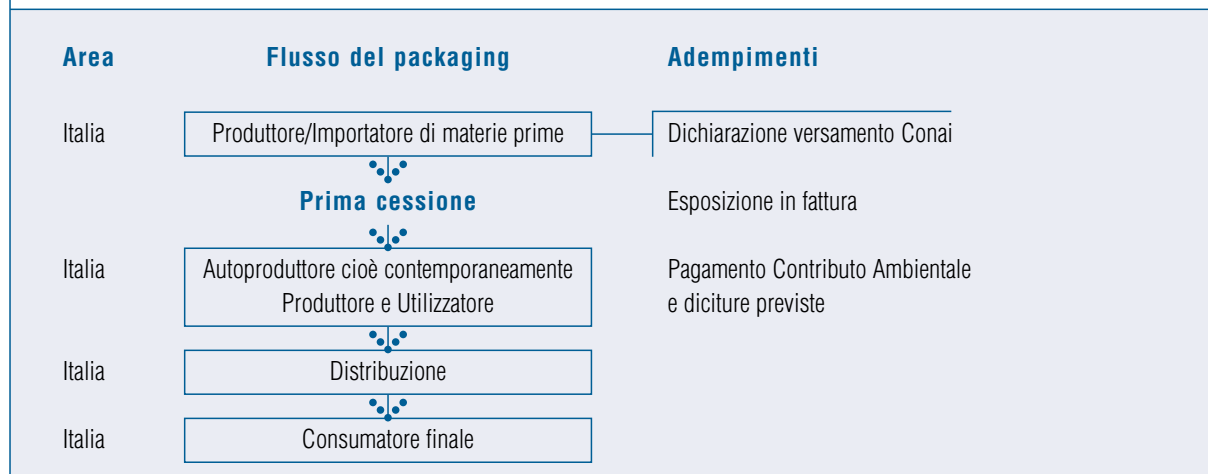 Area Flusso del packaging Adempimenti
Italia Produttore/Importatore di materie prime Dichiarazione versamento Conai
Prima cessione Esposizione in fattura
Italia Autoproduttore cioè contemporaneamente Pagamento Contributo Ambientale
Produttore e Utilizzatore e diciture previste
Italia Distribuzione
Italia Consumatore finale